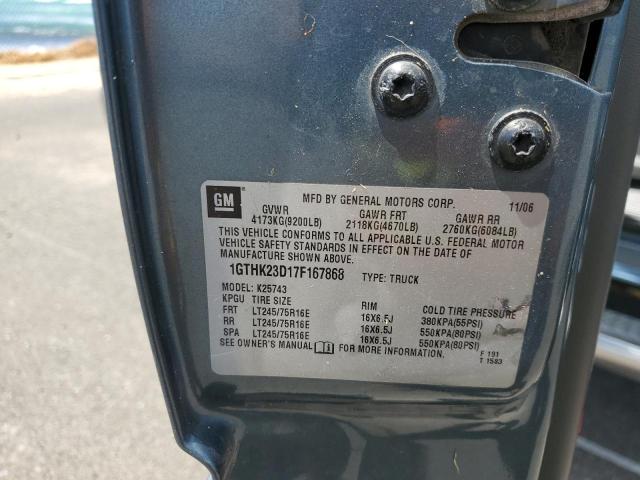 GM
MFD BY GENERAL MOTORS CORP. 11/06
GVWR GAWR FRT GAWR RR
4173KG(9200LB) 2118KG(4670LB) 2760KG(6084LB)
THIS VEHICLE CONFORMS TO ALL APPLICABLE U.S. FEDERAL MOTOR
VEHICLE SAFETY STANDARDS IN EFFECT ON THE DATE OF
MANUFACTURE SHOWN ABOVE.
1GTHK23D17F167868 TYPE: TRUCK
MODEL: K25743
KPGU TIRE SIZE RIM COLD TIRE PRESSURE
FRT LT245/75R16E 16X6.5J 380KPA(55PSI)
RR LT245/75R16E 16X6.5J 550KPA(80PSI)
SPA LT245/75R16E 16X6.5J 550KPA(80PSI)
SEE OWNER'S MANUAL FOR MORE INFORMATION.
F 191
T 1583